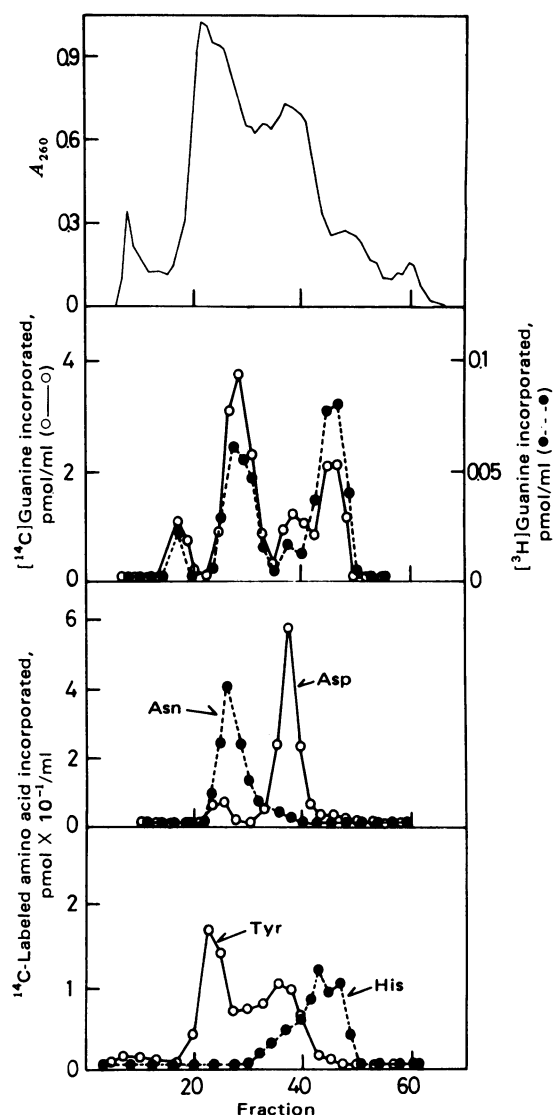 0.9
0.6
0.3
0
A260
4
2
0
[14C]Guanine incorporated,
pmol/ml (○—○)
0.1
0.05
0
[3H]Guanine incorporated,
pmol/ml (●--●)
6
4
2
0
Asn
Asp
14C-Labeled amino acid incorporated,
pmol X 10⁻¹/ml
2
1
0
Tyr
His
20
40
60
Fraction